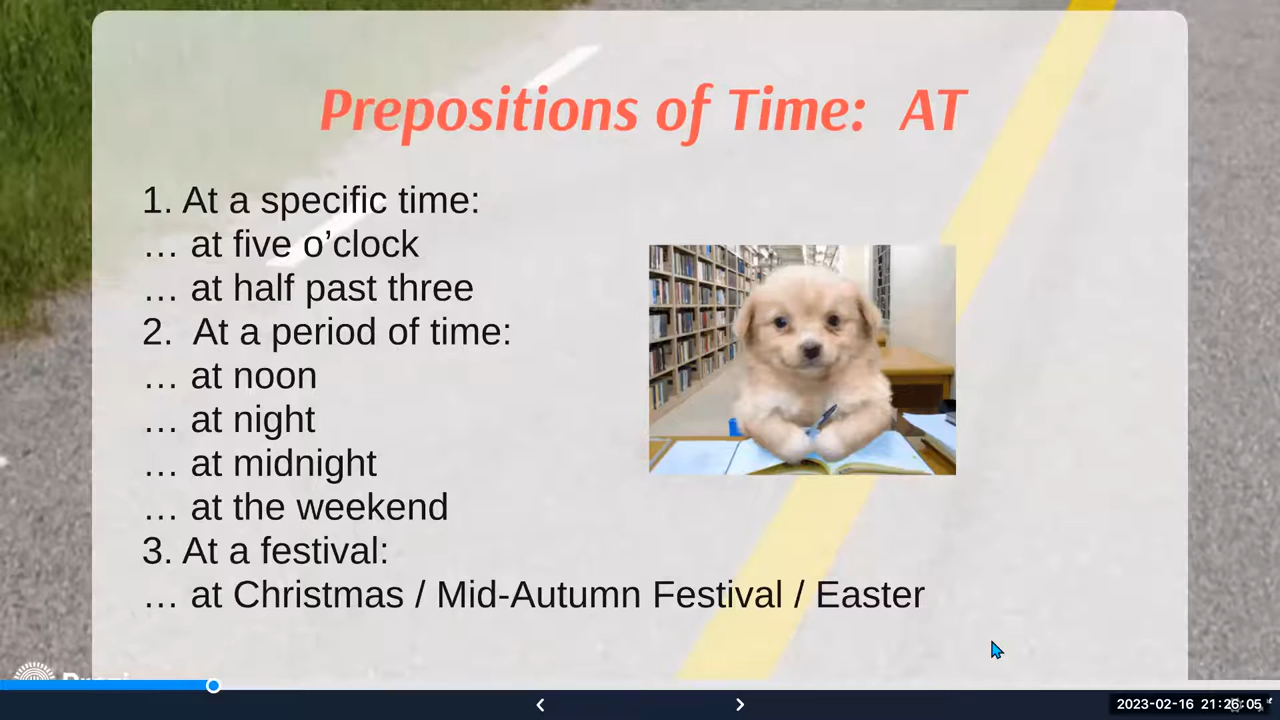 Prepositions of Time: AT
1. At a specific time:
… at five o’clock
… at half past three
2. At a period of time:
… at noon
… at night
… at midnight
… at the weekend
3. At a festival:
… at Christmas / Mid-Autumn Festival / Easter
2023-02-16 21:26:05